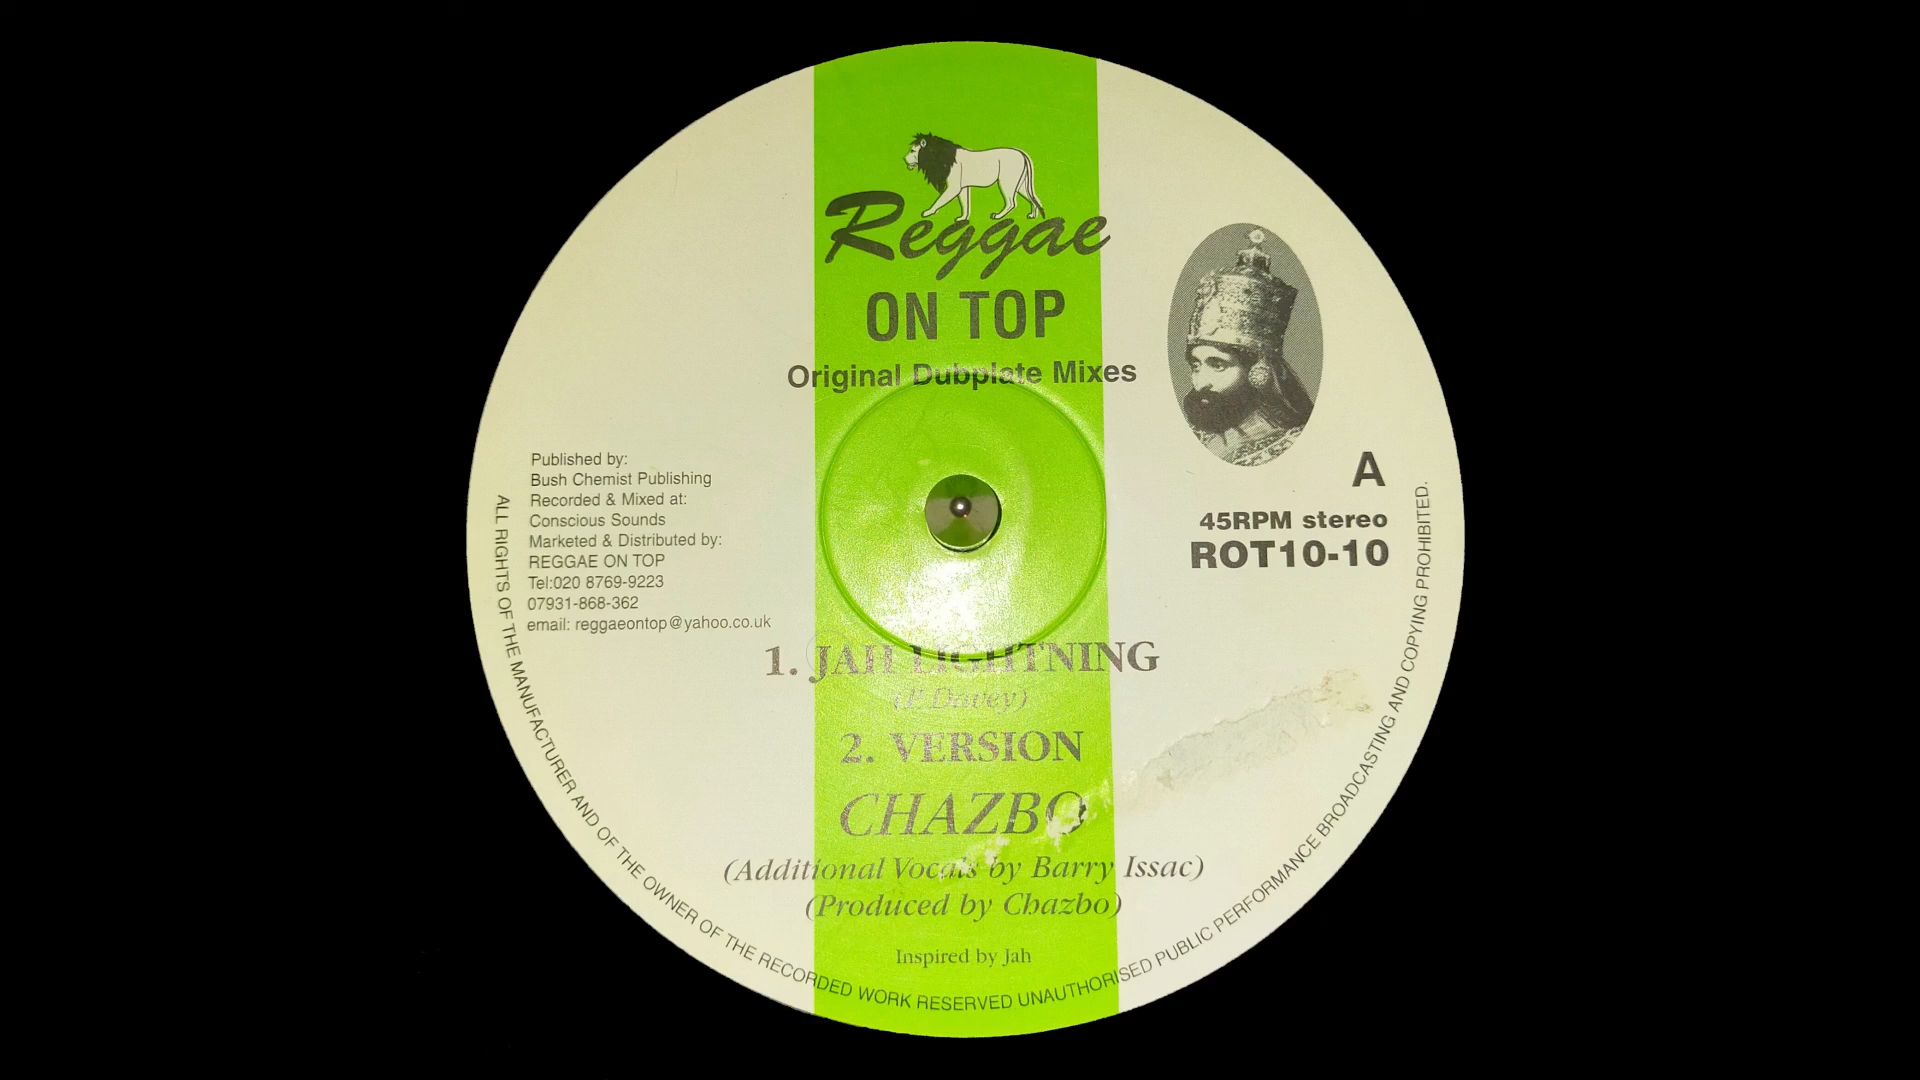 Reggae
ON TOP
Original Dubplate Mixes
Published by:
Bush Chemist Publishing
Recorded & Mixed at:
Conscious Sounds
Marketed & Distributed by:
REGGAE ON TOP
Tel:020 8769-9223
07931-868-362
email: reggaeontop@yahoo.co.uk
A
45RPM stereo
ROT10-10
1. JAH LIGHTNING
Davey)
2. VERSION
CHAZBO
(Additional Vocals by Barry Issac)
(Produced by Chazbo)
Inspired by Jah
ALL RIGHTS OF THE MANUFACTURER AND OF THE OWNER OF THE RECORDED WORK RESERVED UNAUTHORISED PUBLIC PERFORMANCE BROADCASTING AND COPYING PROHIBITED.